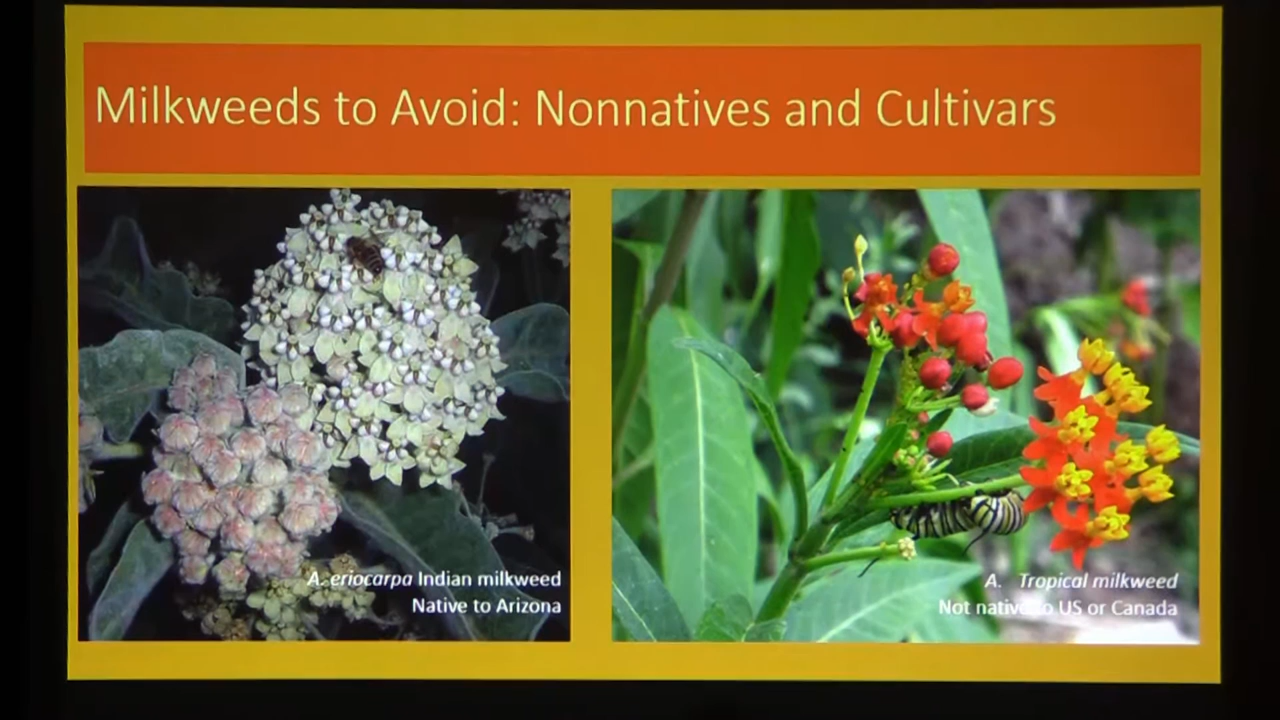 Milkweeds to Avoid: Nonnatives and Cultivars
A. eriocarpa Indian milkweed
Native to Arizona
A. Tropical milkweed
Not native to US or Canada